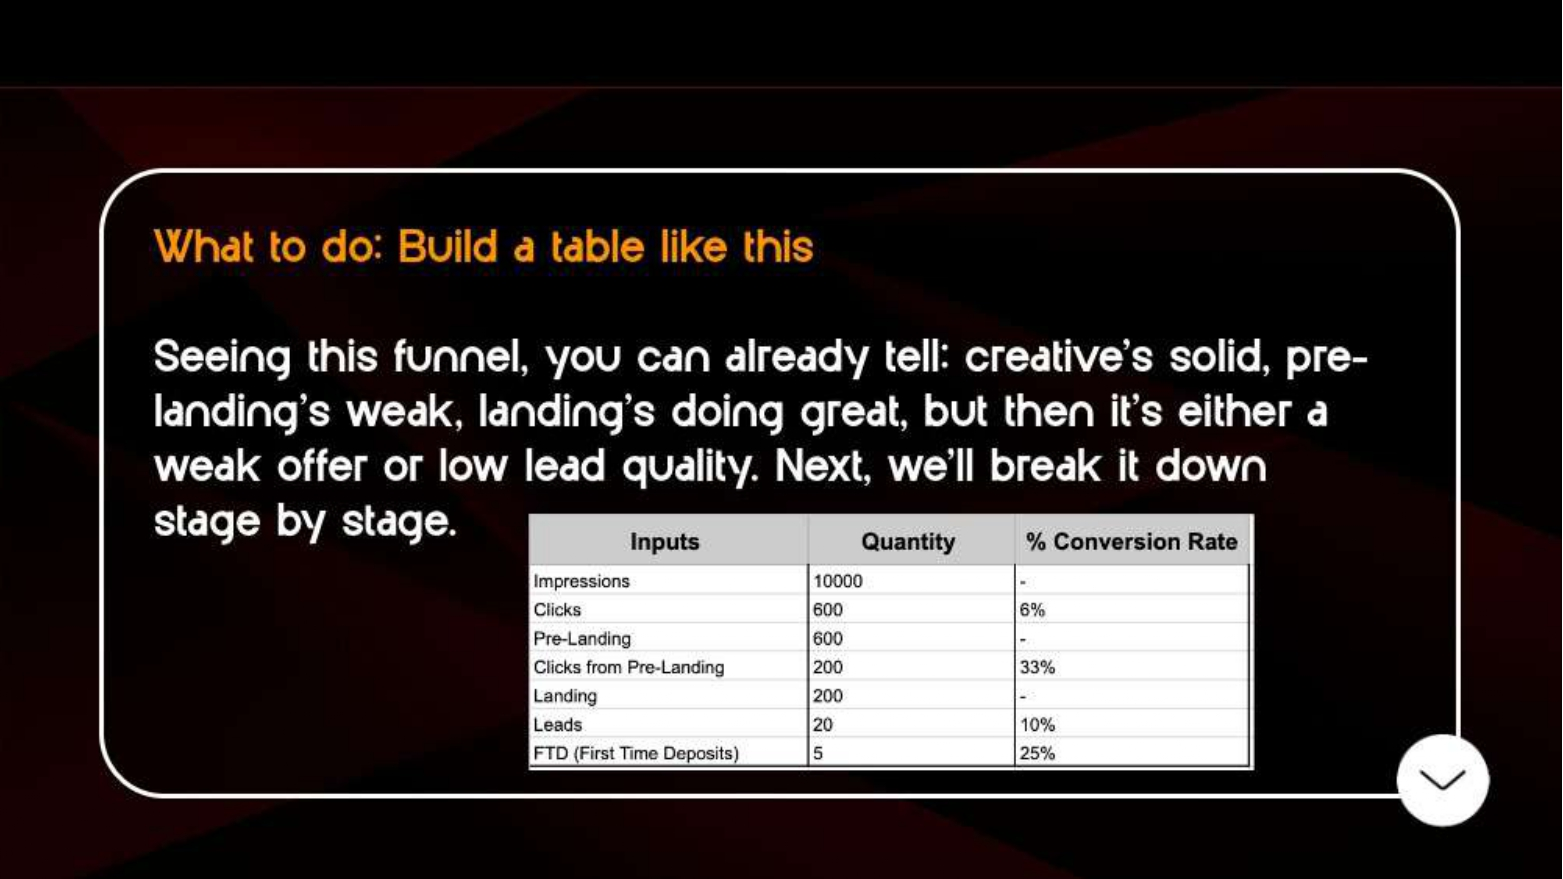 What to do: Build a table like this
Seeing this funnel, you can already tell: creative's solid, pre-
landing's weak, landing's doing great, but then it's either a
weak offer or low lead quality. Next, we'll break it down
stage by stage.
Inputs Quantity % Conversion Rate
Impressions 10000 -
Clicks 600 6%
Pre-Landing 600 -
Clicks from Pre-Landing 200 33%
Landing 200 -
Leads 20 10%
FTD (First Time Deposits) 5 25%